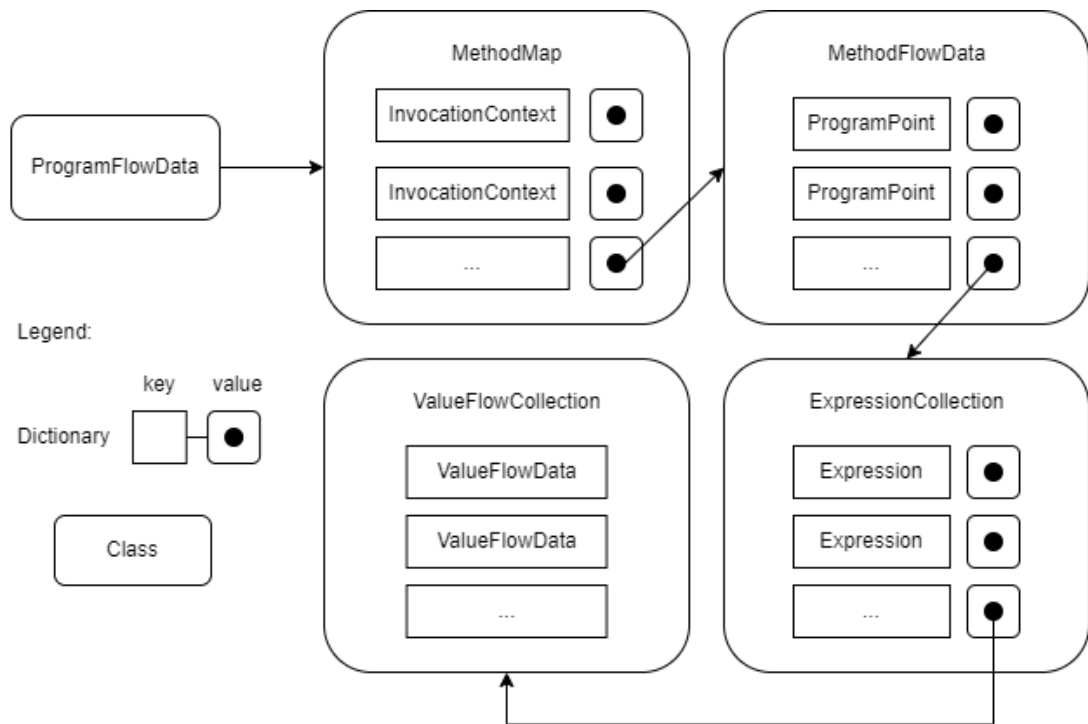 MethodMap
MethodFlowData
ProgramFlowData
InvocationContext
InvocationContext
...
ProgramPoint
ProgramPoint
...
Legend:
key
value
Dictionary
Class
ValueFlowCollection
ValueFlowData
ValueFlowData
...
ExpressionCollection
Expression
Expression
...